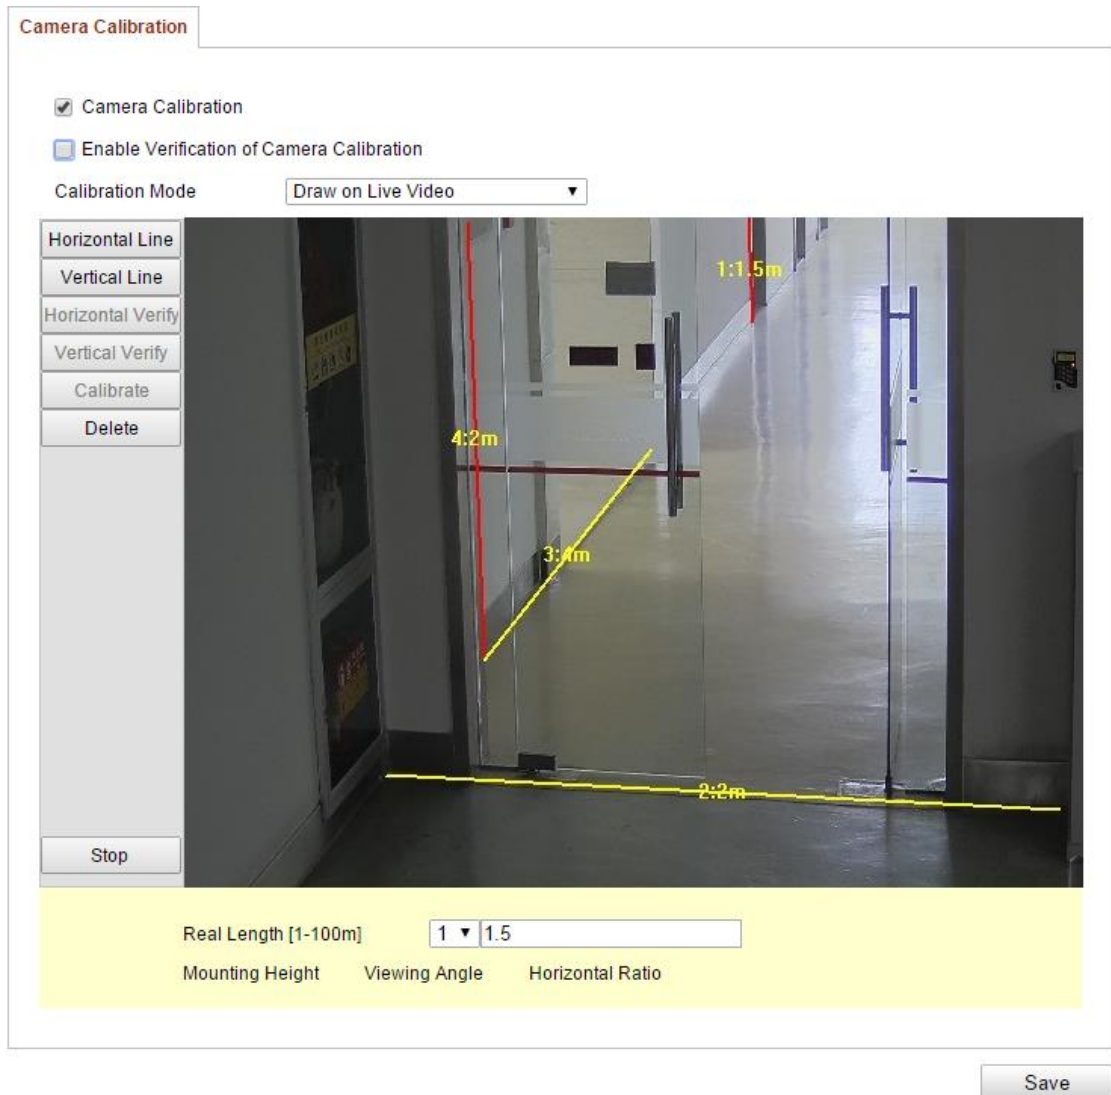 Camera Calibration
Camera Calibration
Enable Verification of Camera Calibration
Calibration Mode Draw on Live Video
Horizontal Line
Vertical Line
Horizontal Verify
Vertical Verify
Calibrate
Delete
1:1.5m
4:2m
3:4m
2:2m
Stop
Real Length [1-100m] 1 1.5
Mounting Height Viewing Angle Horizontal Ratio
Save